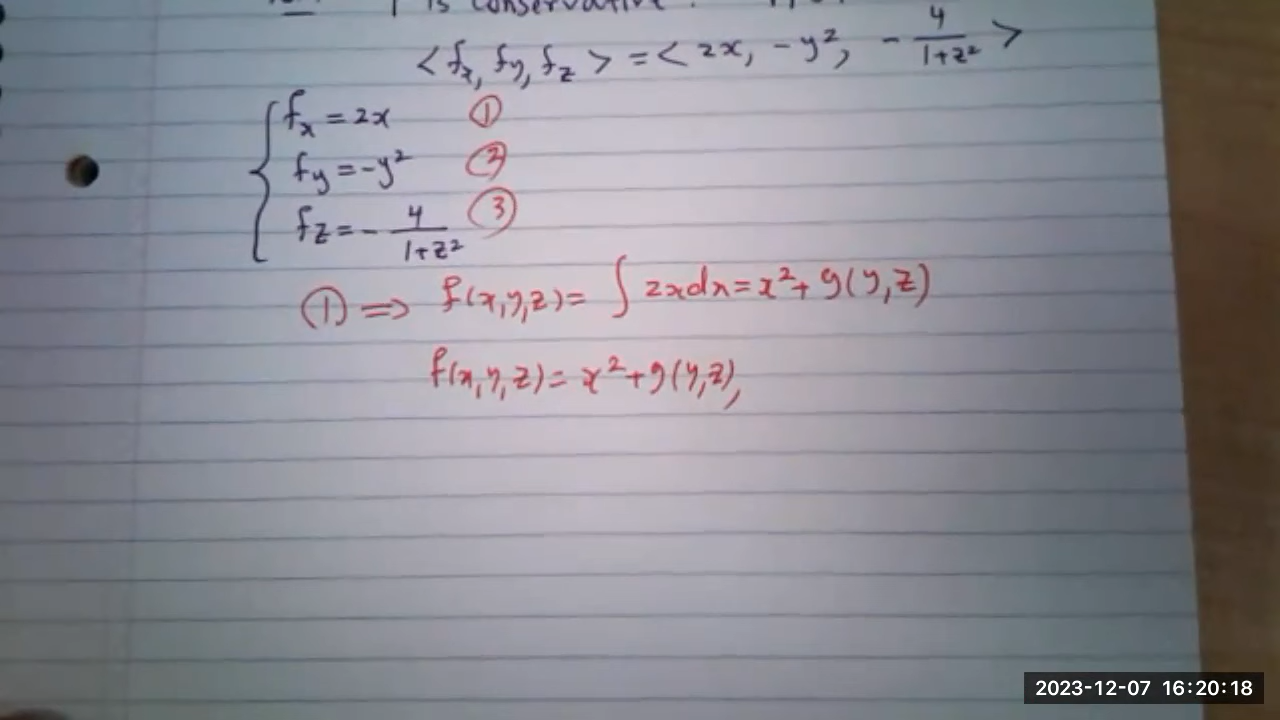 is conservative.
< fx, fy, fz > = < 2x, -y², - 4/(1+z²) >
fx = 2x ①
fy = -y² ②
fz = - 4/(1+z²) ③
① ⟹ f(x,y,z) = ∫ 2x dx = x² + g(y,z)
f(x,y,z) = x² + g(y,z),
2023-12-07 16:20:18